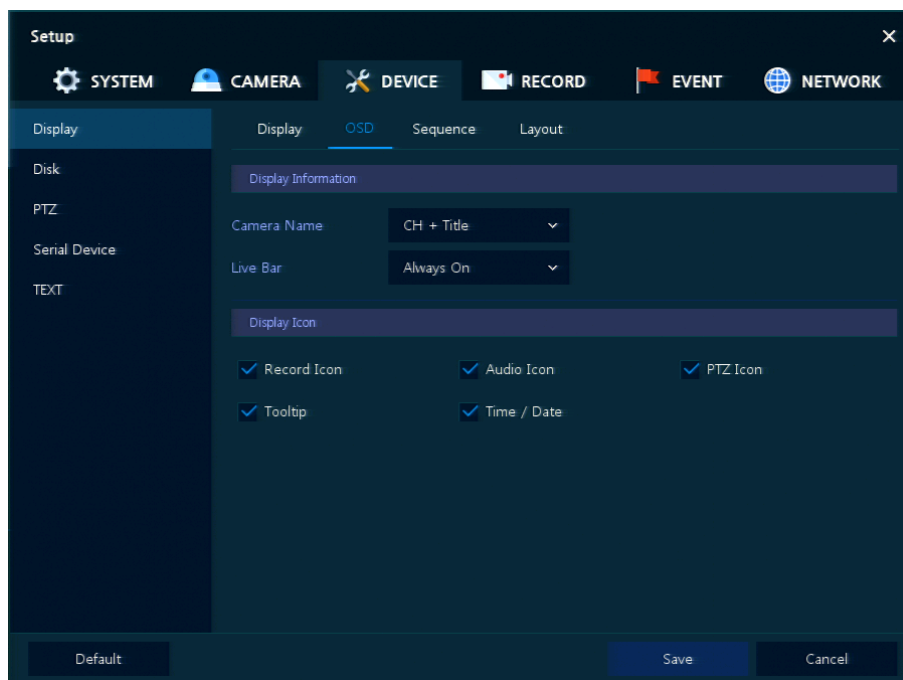 Setup
SYSTEM CAMERA DEVICE RECORD EVENT NETWORK
Display
Disk
PTZ
Serial Device
TEXT
Display OSD Sequence Layout
Display Information
Camera Name CH + Title
Live Bar Always On
Display Icon
Record Icon Audio Icon PTZ Icon
Tooltip Time / Date
Default Save Cancel